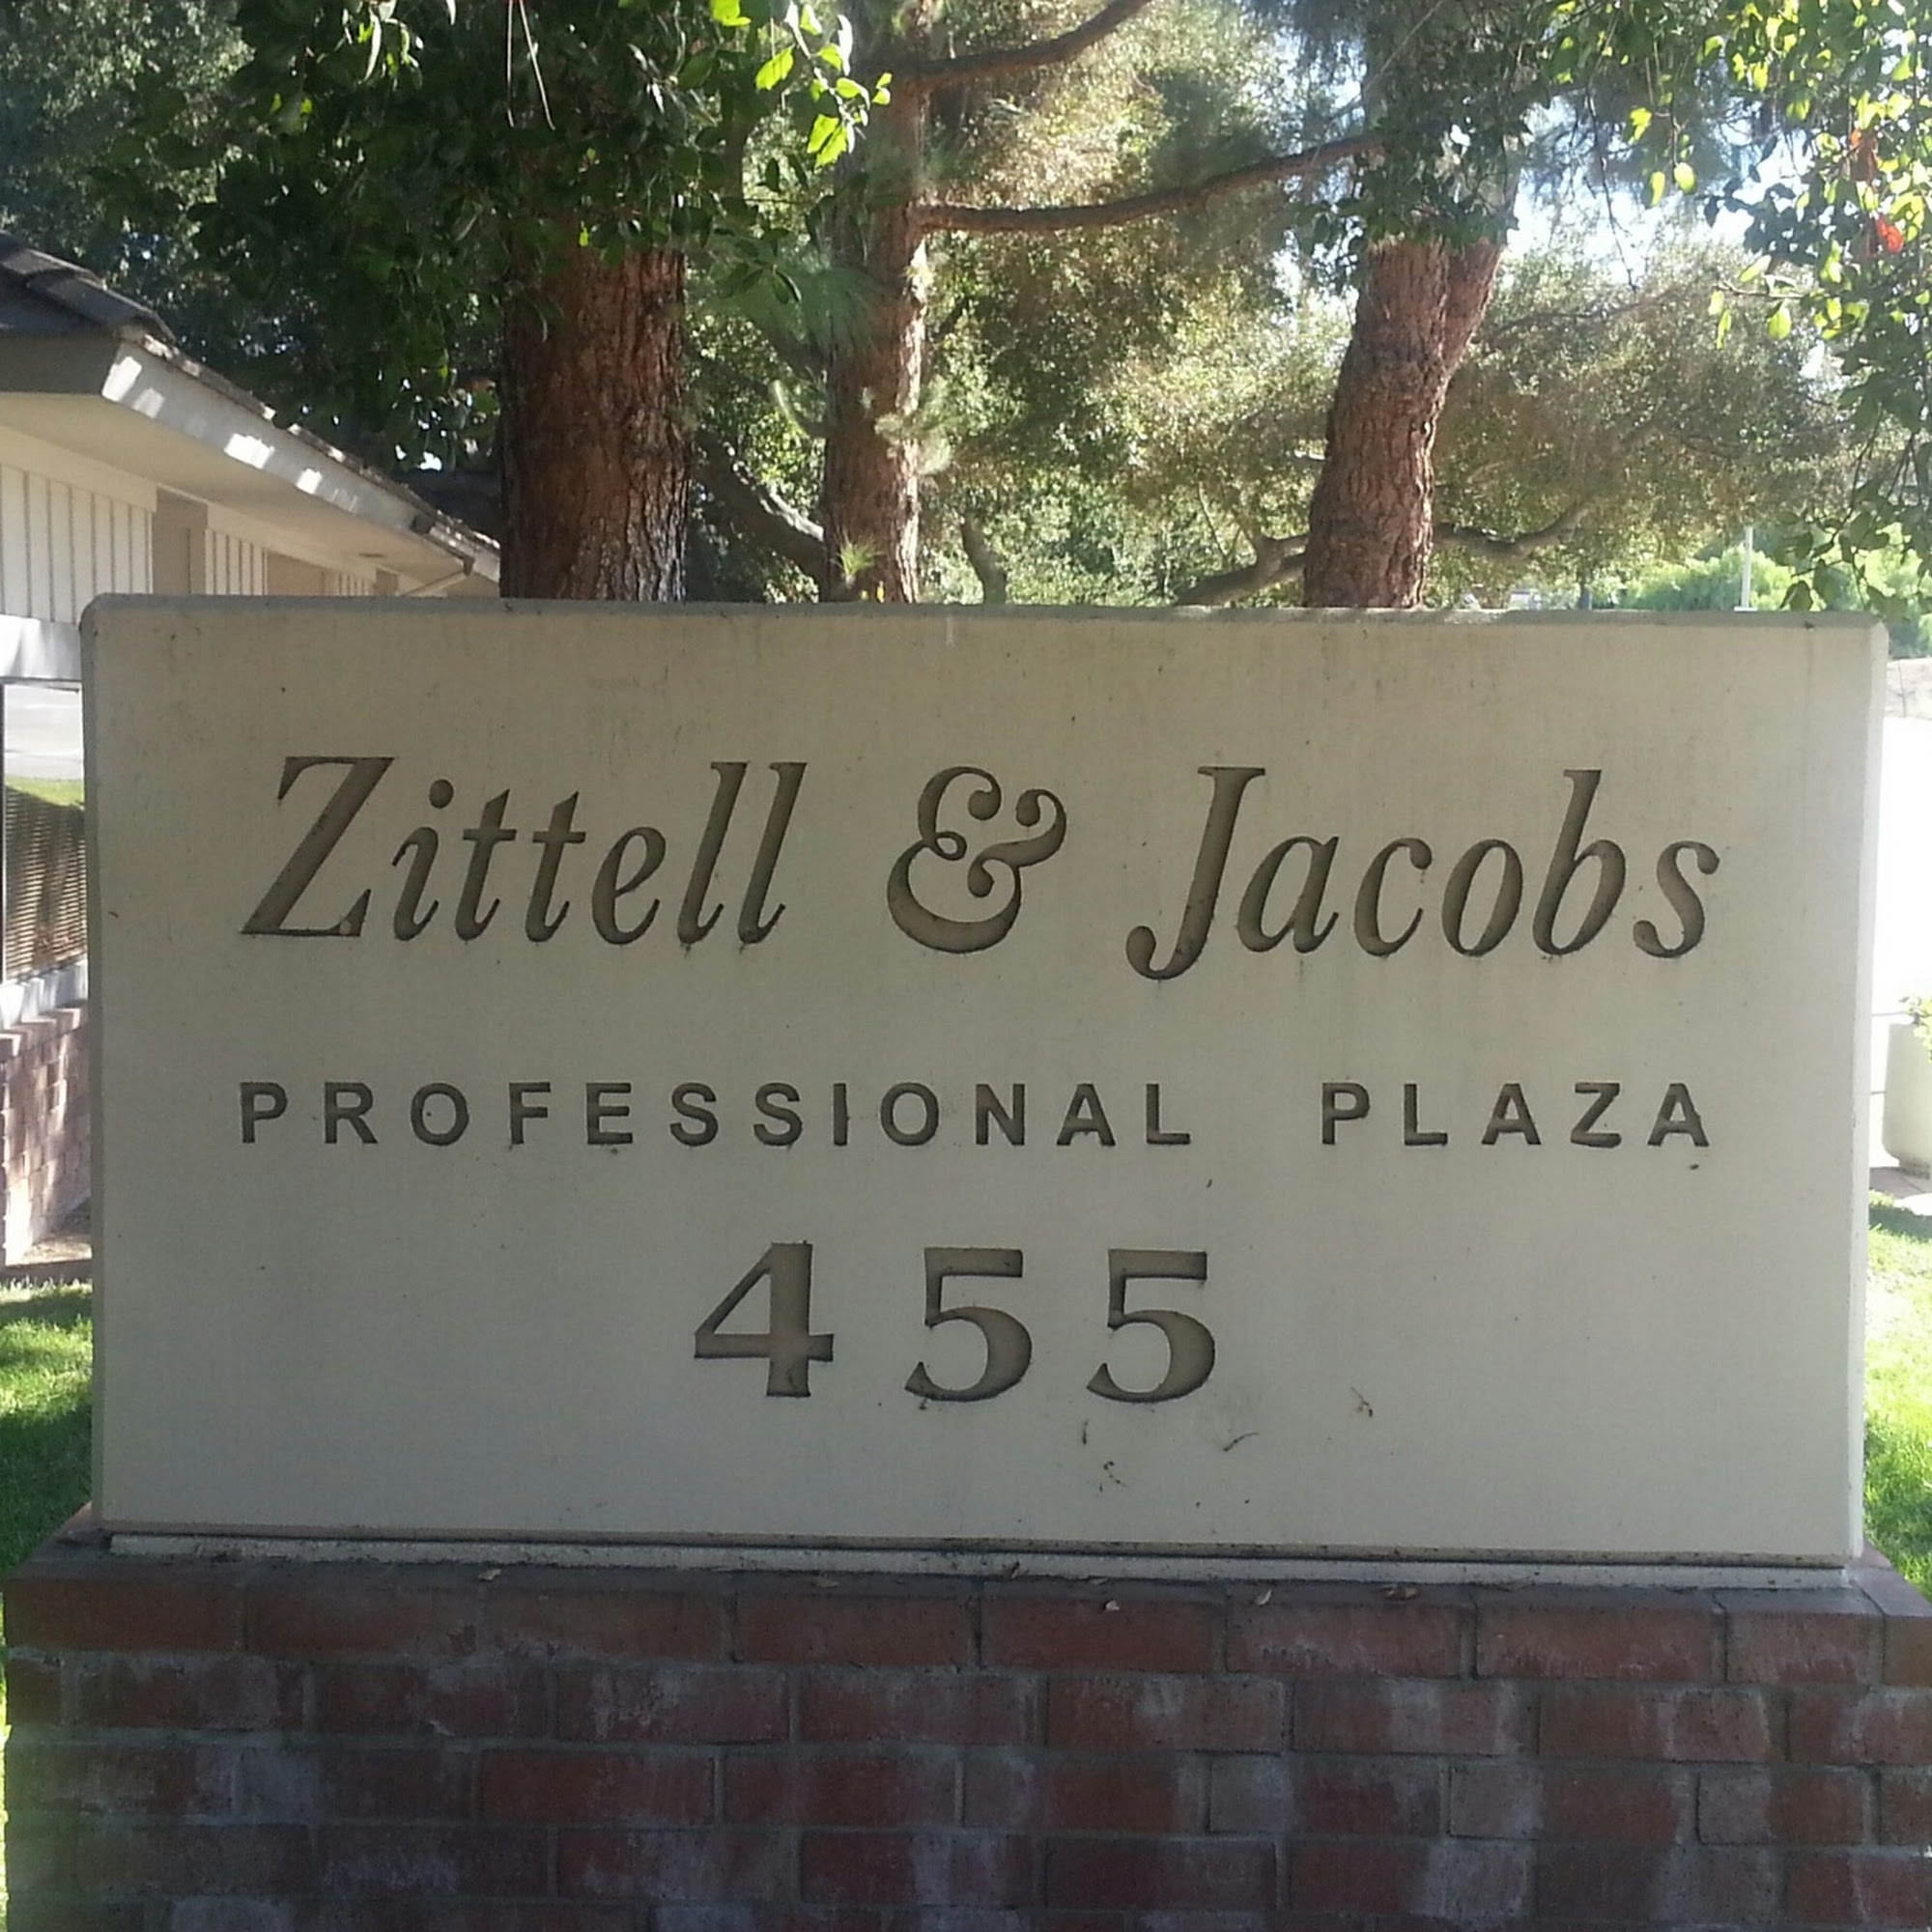 Zittell & Jacobs
PROFESSIONAL PLAZA
455